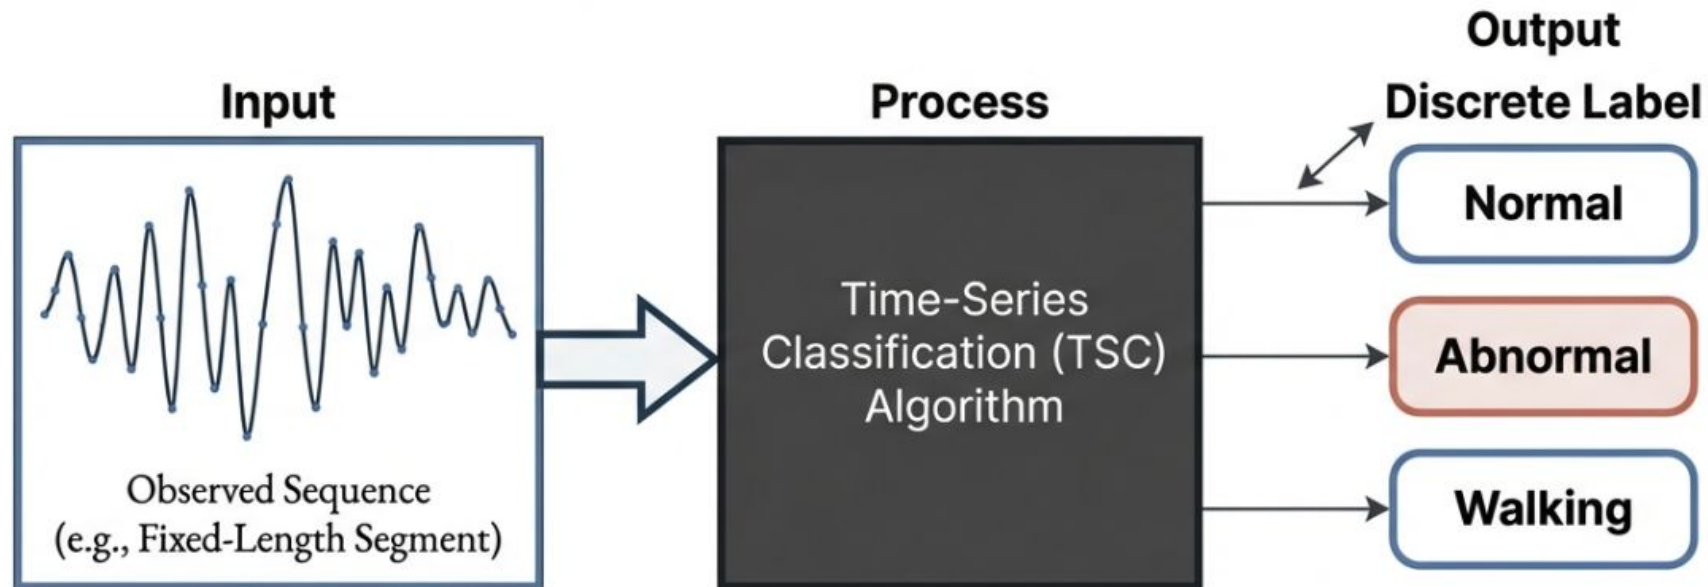 Input
Observed Sequence
(e.g., Fixed-Length Segment)
Process
Time-Series
Classification (TSC)
Algorithm
Output
Discrete Label
Normal
Abnormal
Walking